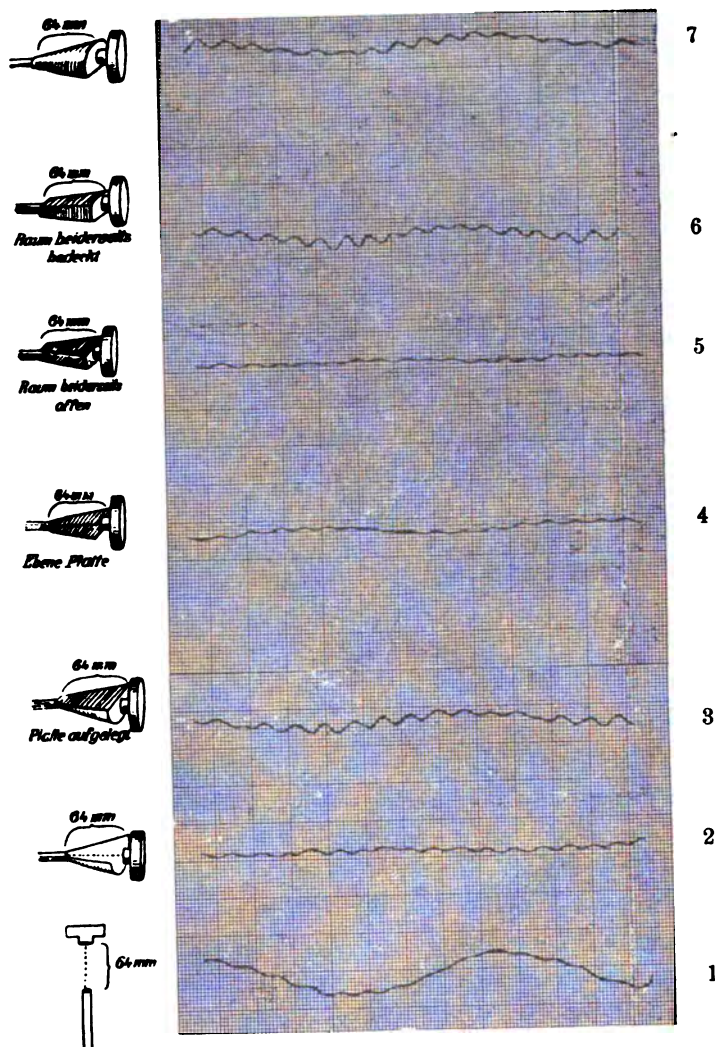 64 mm
7
64 mm
Raum beiderseits
bedeckt
6
64 mm
Raum beiderseits
offen
5
64 mm
Ebene Platte
4
64 mm
Platte aufgelegt
3
64 mm
2
64 mm
1